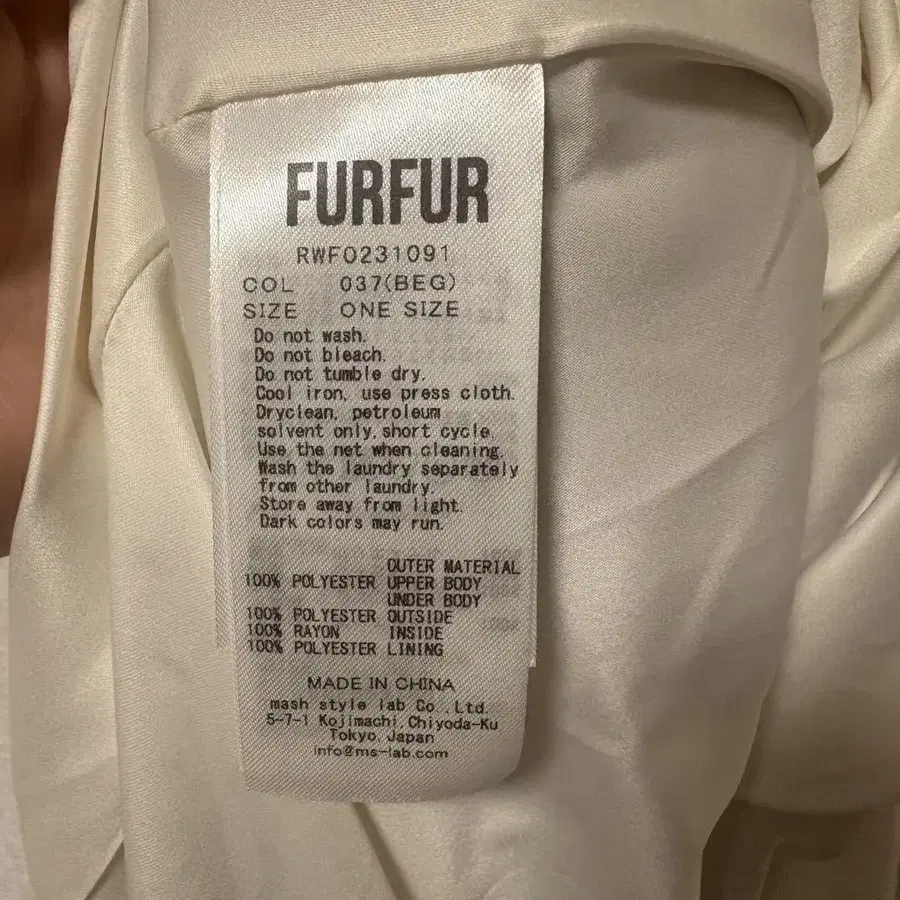 FURFUR
RWF0231091
COL 037(BEG)
SIZE ONE SIZE
Do not wash.
Do not bleach.
Do not tumble dry.
Cool iron, use press cloth.
Dryclean, petroleum
solvent only, short cycle.
Use the net when cleaning.
Wash the laundry separately
from other laundry.
Store away from light.
Dark colors may run.
OUTER MATERIAL
100% POLYESTER UPPER BODY
UNDER BODY
100% POLYESTER OUTSIDE
100% RAYON INSIDE
100% POLYESTER LINING
MADE IN CHINA
mash style lab Co.,Ltd.
5-7-1 Kojimachi,Chiyoda-Ku
Tokyo,Japan
info@ms-lab.com